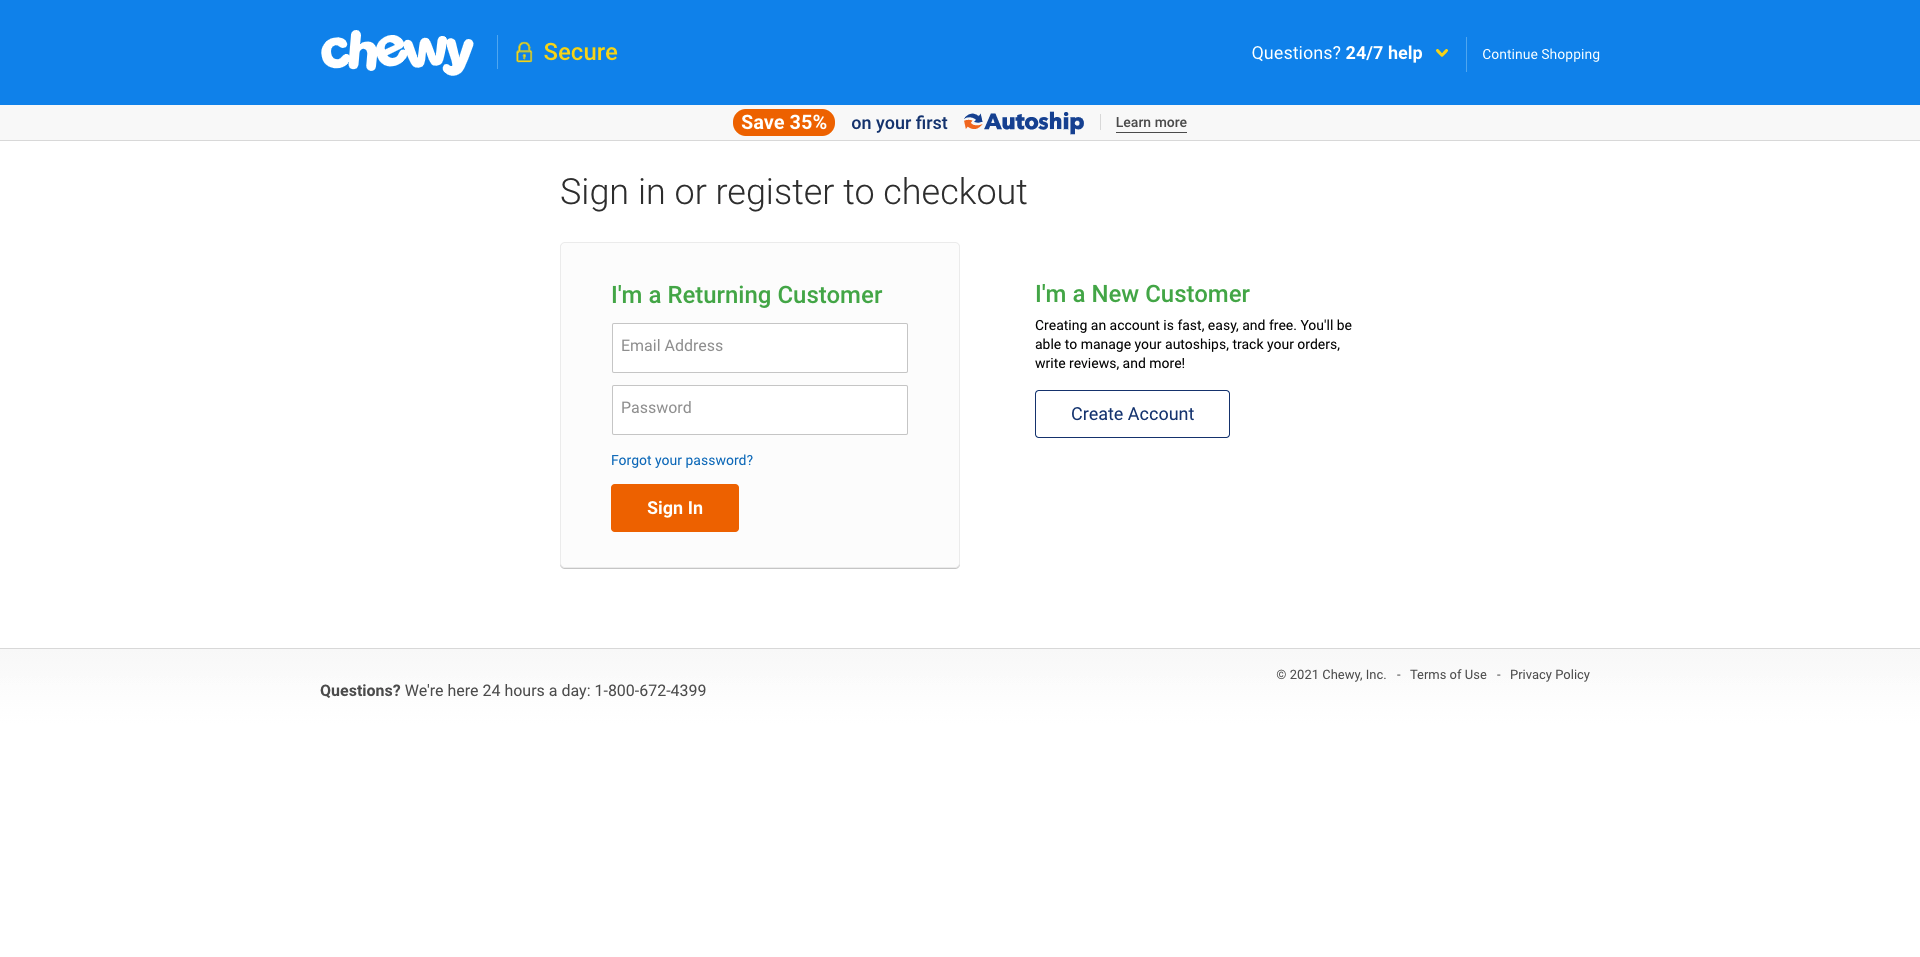 chewy
Secure
Questions? 24/7 help
Continue Shopping
Save 35% on your first Autoship
Learn more
Sign in or register to checkout
I'm a Returning Customer
Email Address
Password
Forgot your password?
Sign In
I'm a New Customer
Creating an account is fast, easy, and free. You'll be
able to manage your autoships, track your orders,
write reviews, and more!
Create Account
Questions? We're here 24 hours a day: 1-800-672-4399
© 2021 Chewy, Inc. - Terms of Use - Privacy Policy